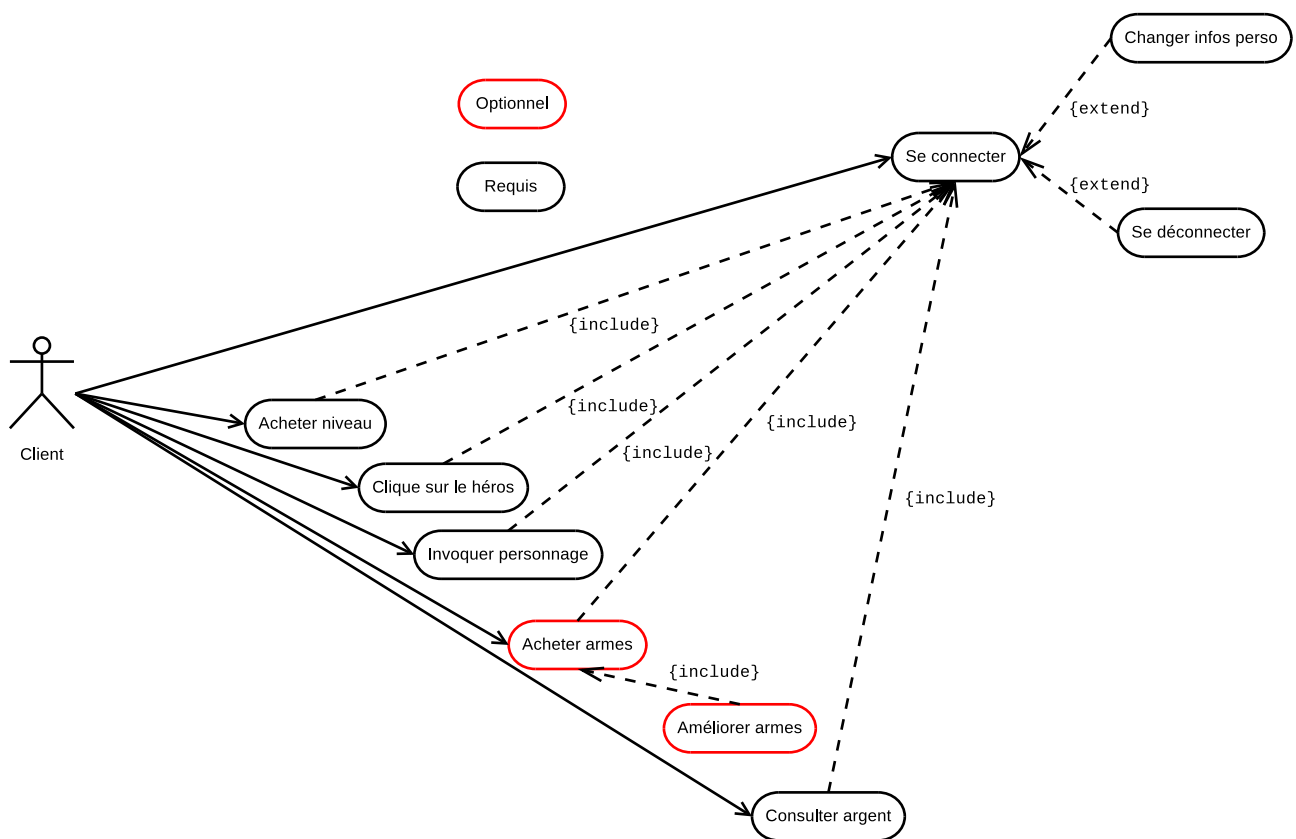 Changer infos perso
Optionnel
{extend}
Se connecter
Requis
{extend}
Se déconnecter
{include}
Acheter niveau
{include}
{include}
{include}
Client
Clique sur le héros
{include}
Invoquer personnage
Acheter armes
{include}
Améliorer armes
Consulter argent